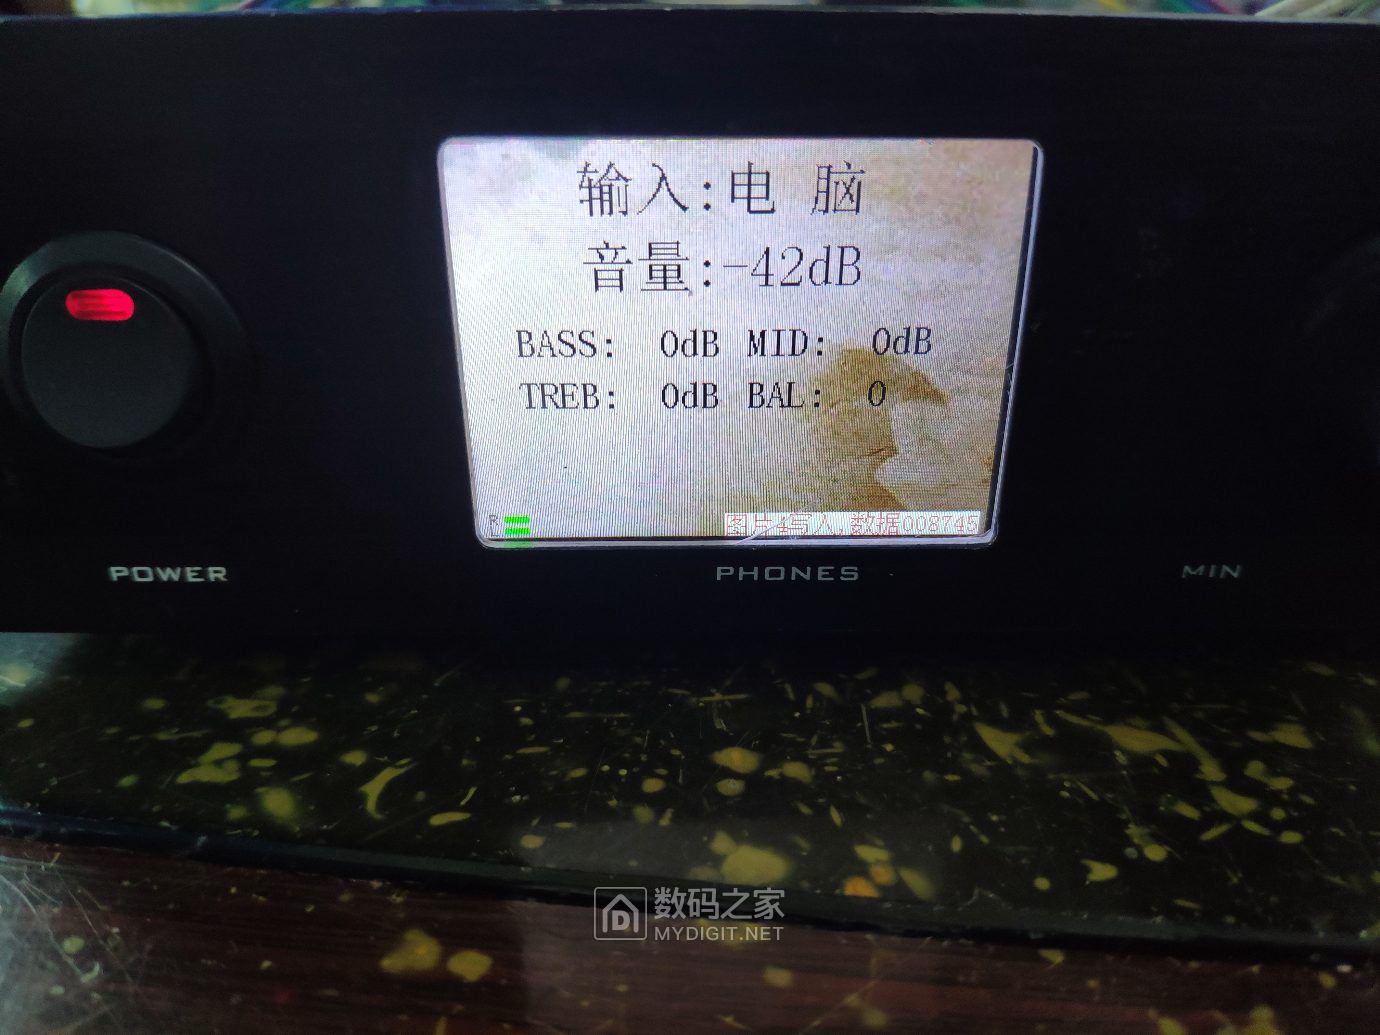 输入:电 脑
音量:-42dB
BASS: 0dB MID: 0dB
TREB: 0dB BAL: 0
R
L
图片4写入,数据008745
POWER
PHONES
MIN
数码之家
MYDIGIT.NET